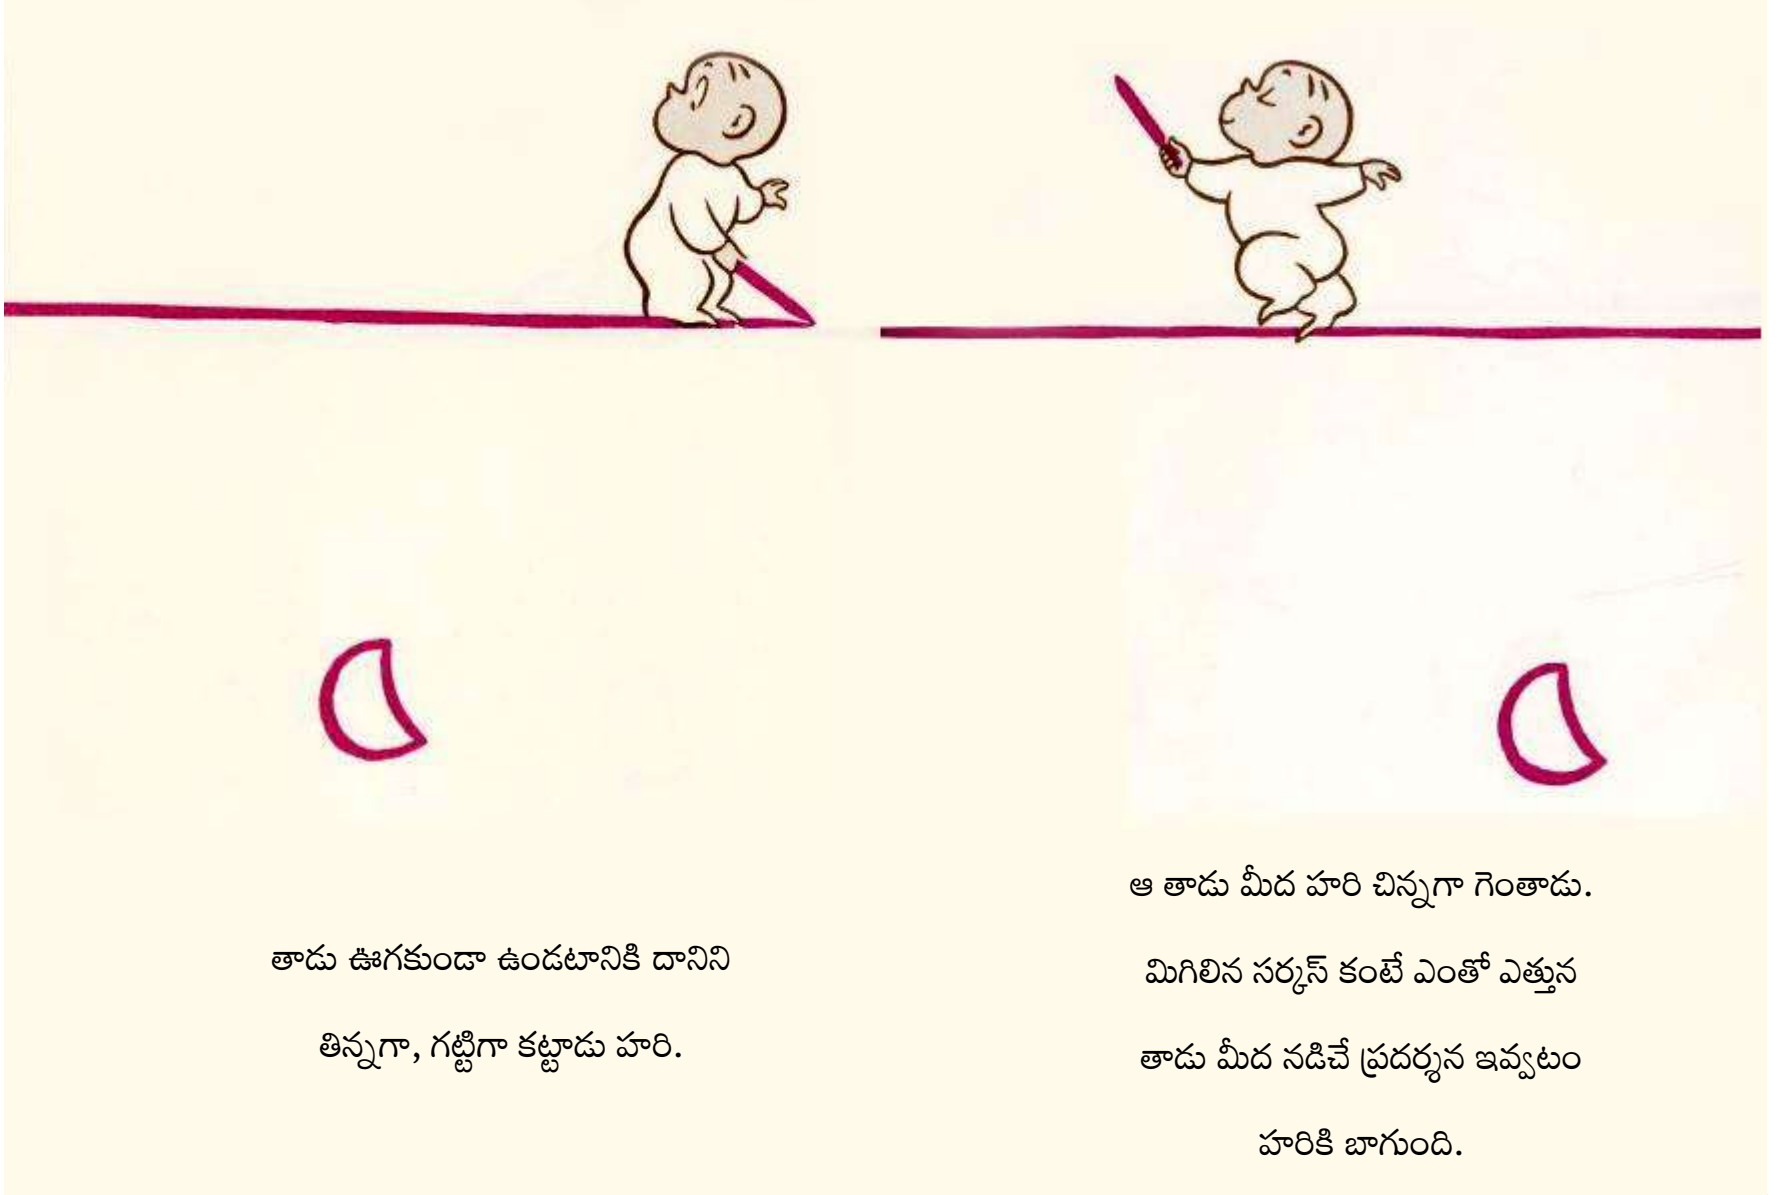 తాడు ఊగకుండా ఉండటానికి దానిని
తిన్నగా, గట్టిగా కట్టాడు హరి.
ఆ తాడు మీద హరి చిన్నగా గెంతాడు.
మిగిలిన సర్కస్ కంటే ఎంతో ఎత్తున
తాడు మీద నడిచే ప్రదర్శన ఇవ్వటం
హరికి బాగుంది.